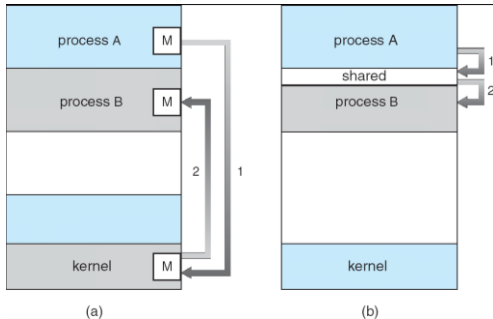 process A M
process B M
2 1
kernel M
(a)
process A
1
shared
2
process B
kernel
(b)